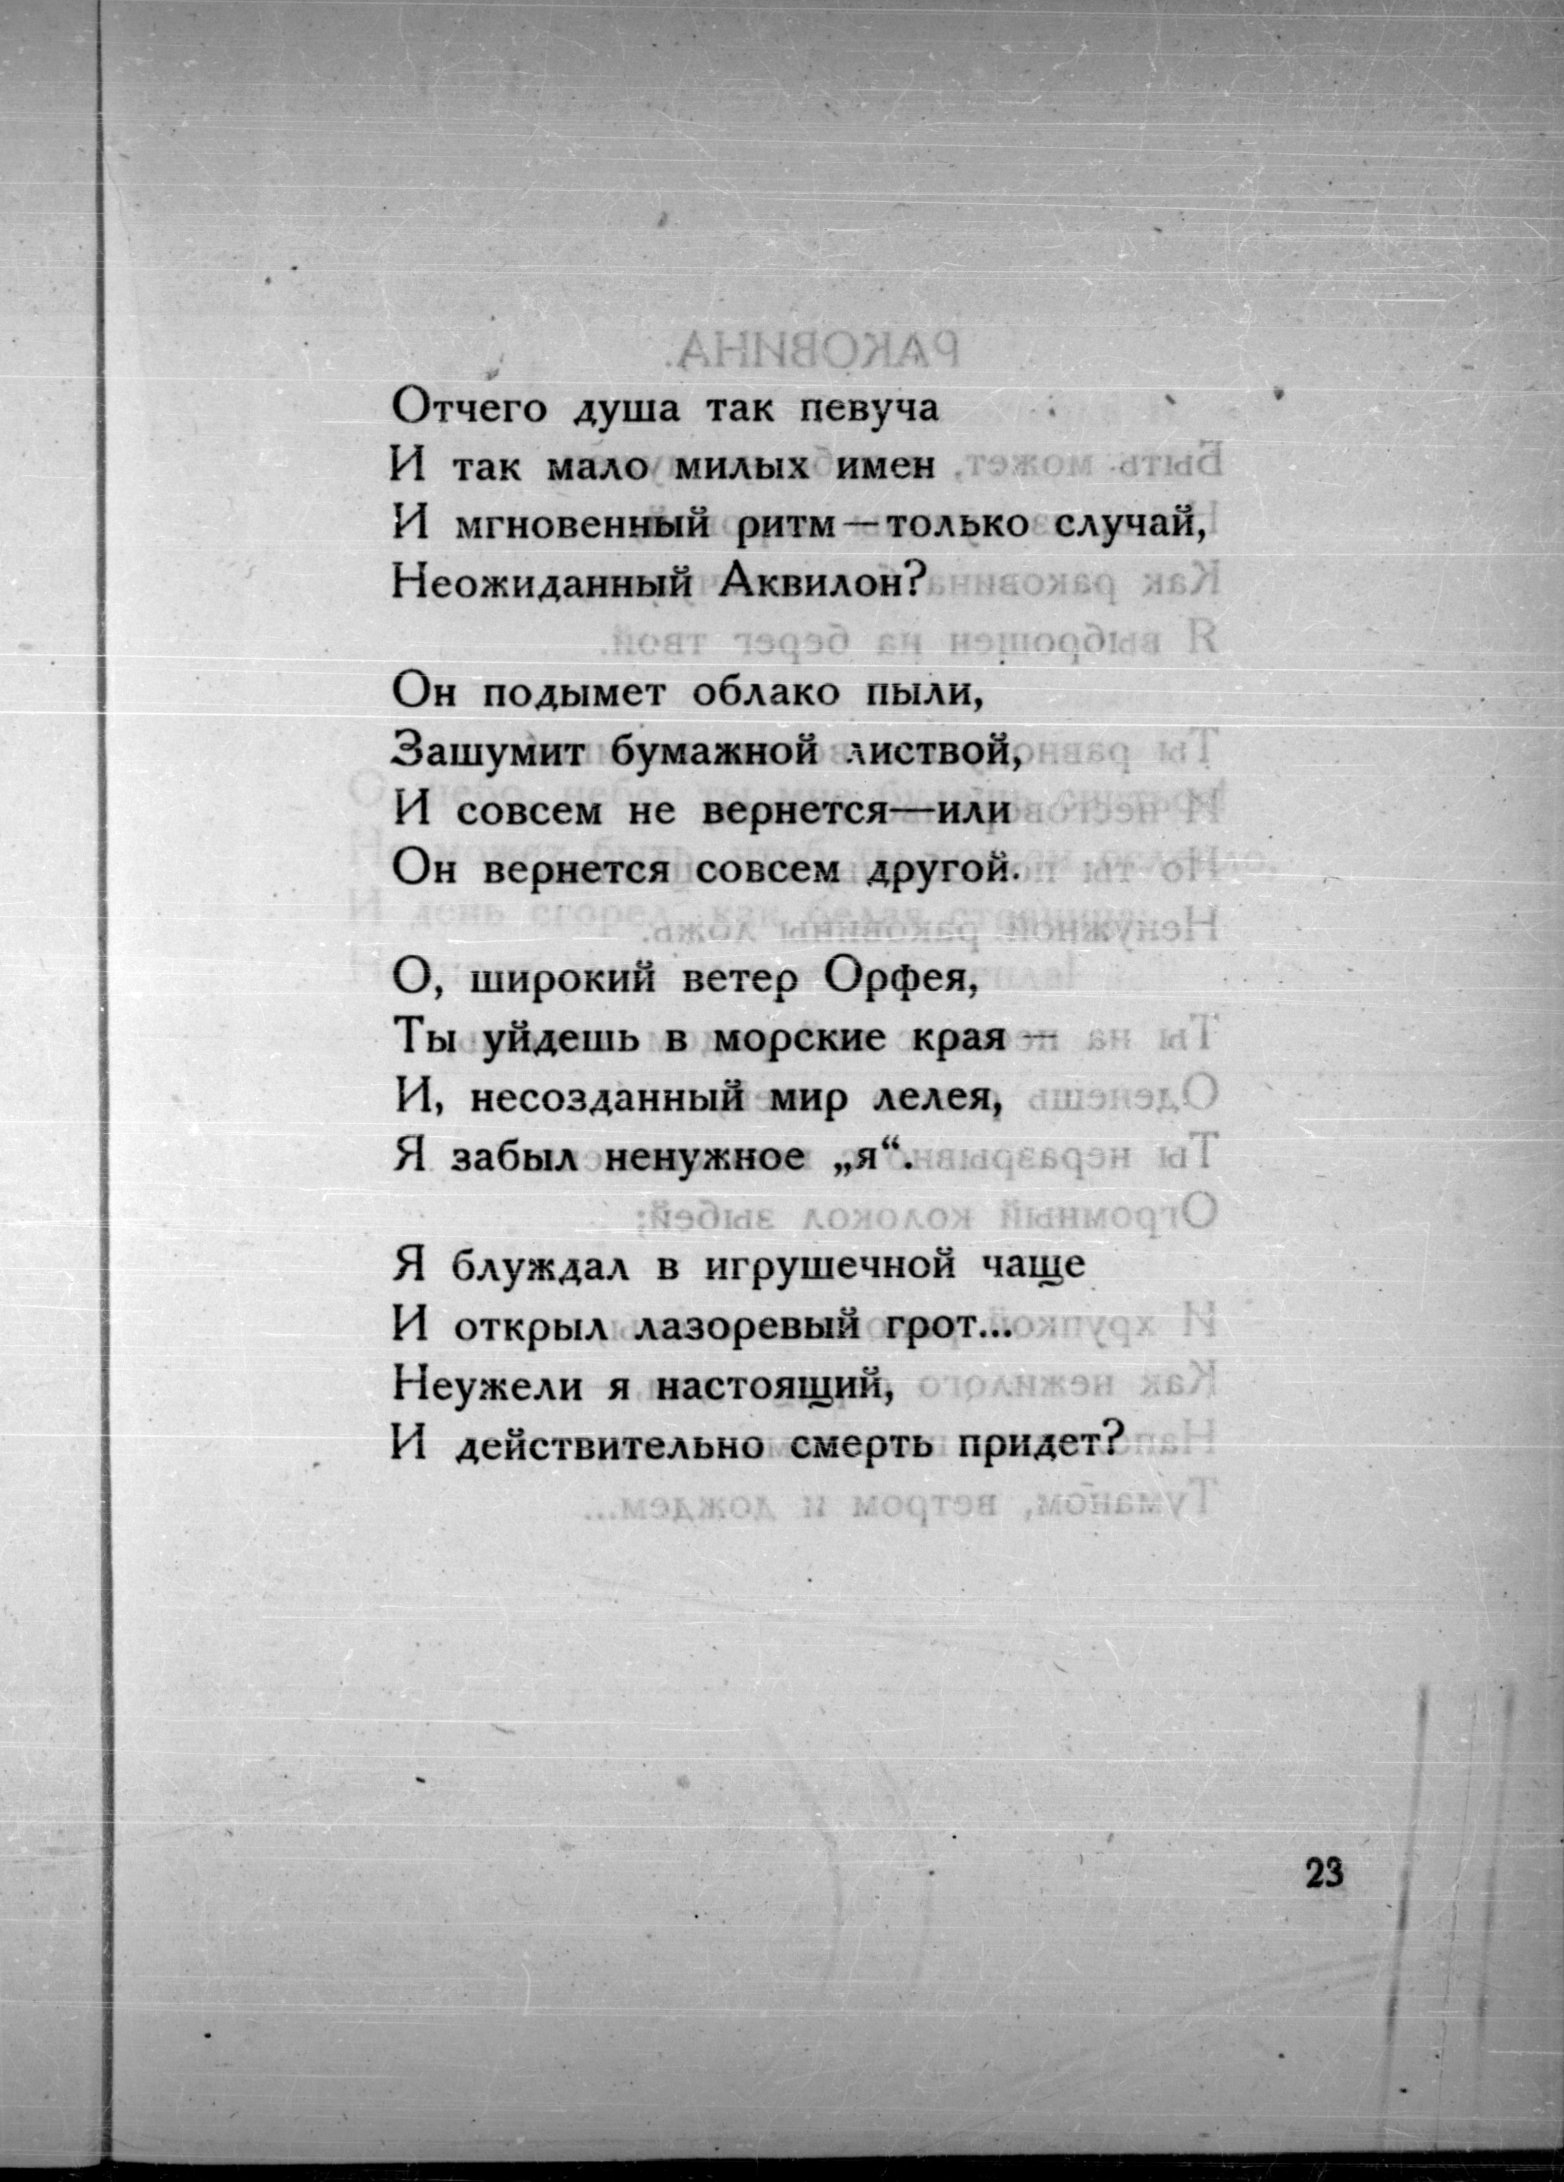 Отчего душа так певуча
И так мало милых имен
И мгновенный ритм—только случай,
Неожиданный Аквилон?
Он подымет облако пыли,
Зашумит бумажной листвой,
И совсем не вернется—или
Он вернется совсем другой.
О, широкий ветер Орфея,
Ты уйдешь в морские края—
И, несозданный мир лелея,
Я забыл ненужное „я“.
Я блуждал в игрушечной чаще
И открыл лазоревый грот...
Неужели я настоящий,
И действительно смерть придет?
23